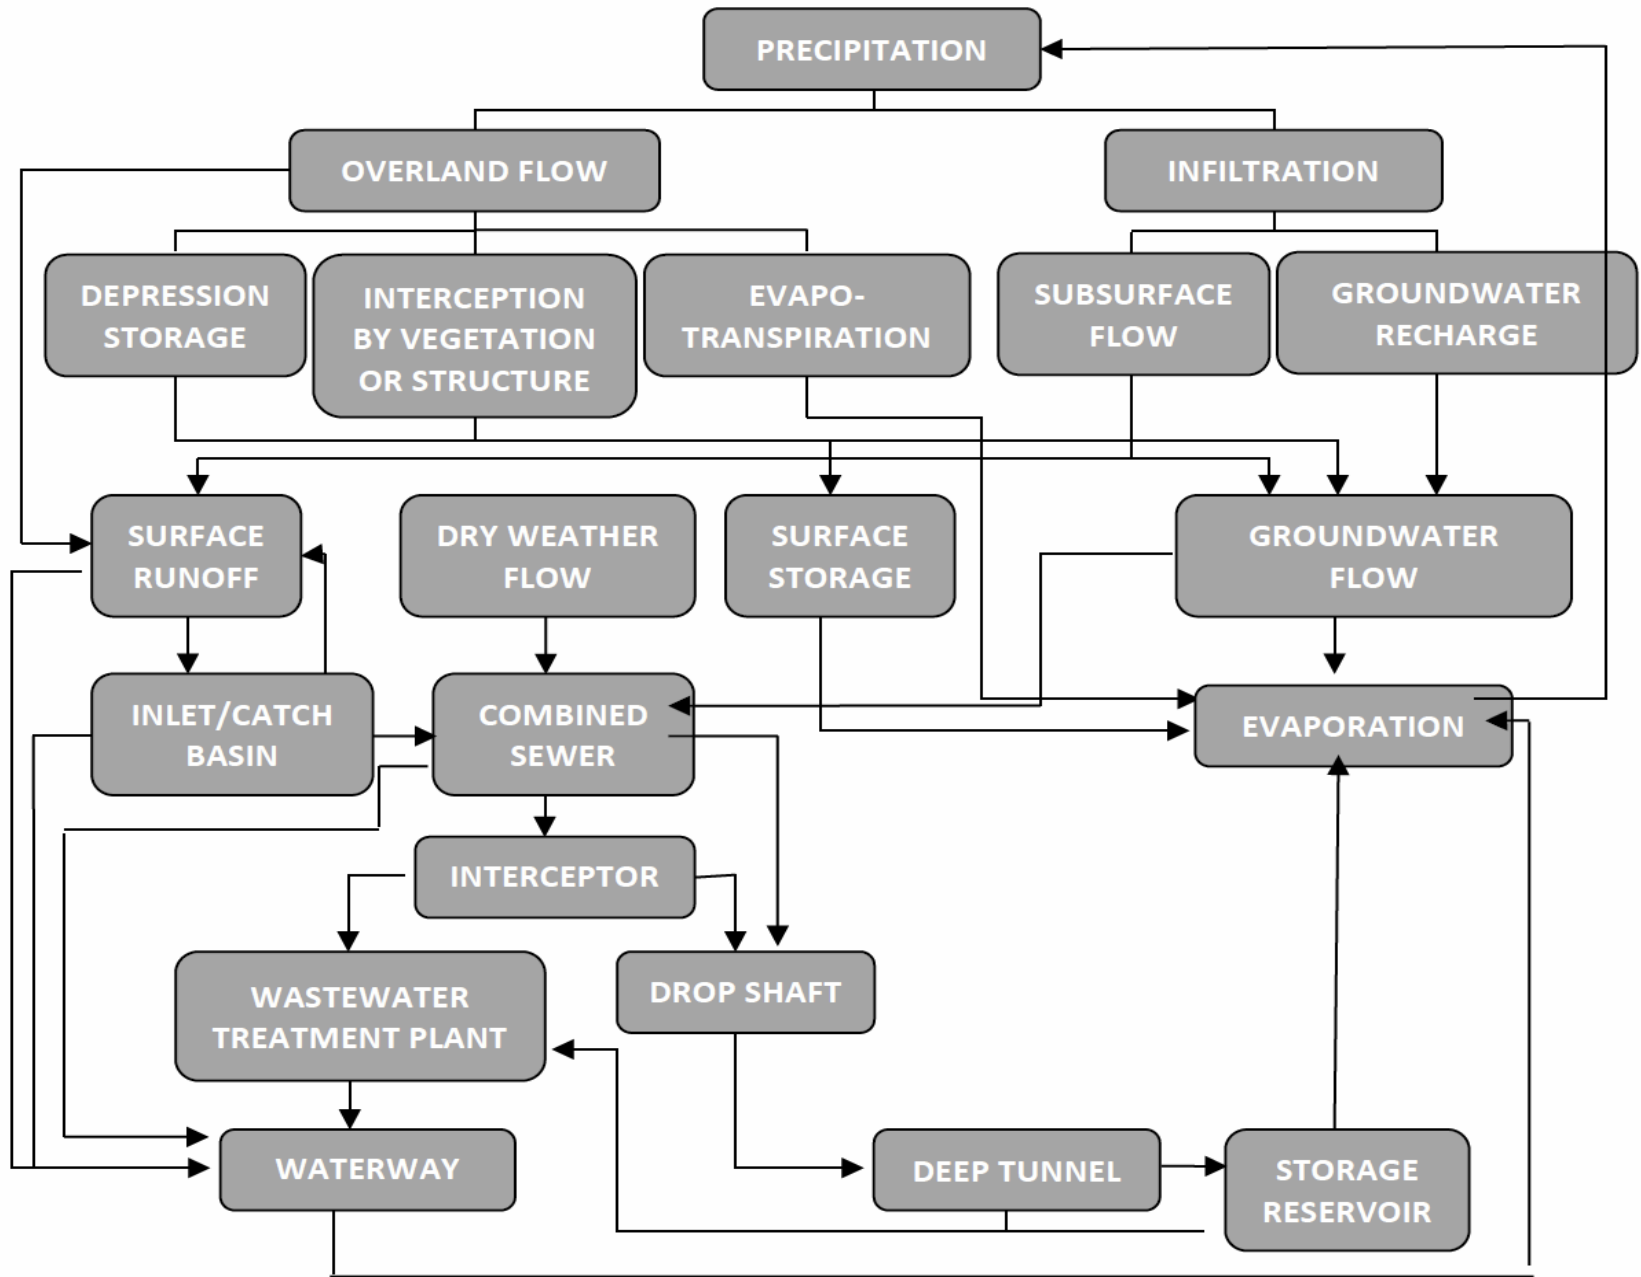 PRECIPITATION
OVERLAND FLOW
INFILTRATION
DEPRESSION
STORAGE
INTERCEPTION
BY VEGETATION
OR STRUCTURE
EVAPO-
TRANSPIRATION
SUBSURFACE
FLOW
GROUNDWATER
RECHARGE
SURFACE
RUNOFF
DRY WEATHER
FLOW
SURFACE
STORAGE
GROUNDWATER
FLOW
INLET/CATCH
BASIN
COMBINED
SEWER
EVAPORATION
INTERCEPTOR
WASTEWATER
TREATMENT PLANT
DROP SHAFT
WATERWAY
DEEP TUNNEL
STORAGE
RESERVOIR